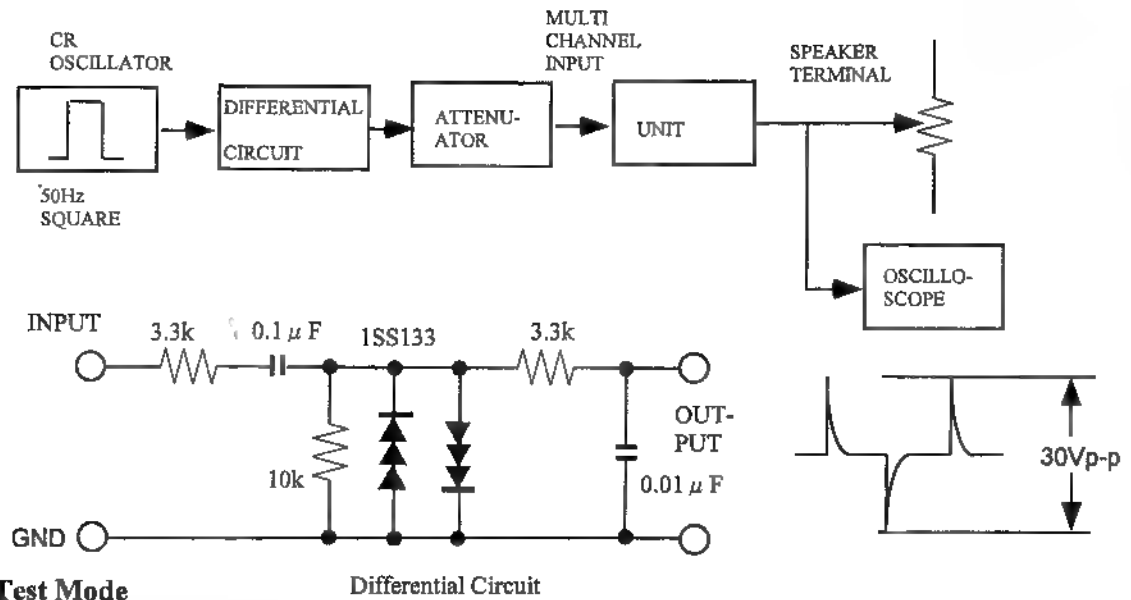 CR
OSCILLATOR
DIFFERENTIAL
CIRCUIT
ATTENU-
ATOR
MULTI
CHANNEL
INPUT
UNIT
SPEAKER
TERMINAL
50Hz
SQUARE
OSCILLO-
SCOPE
INPUT
3.3k
0.1 μ F
1SS133
3.3k
10k
OUT-
PUT
0.01 μ F
GND
30Vp-p
Test Mode
Differential Circuit